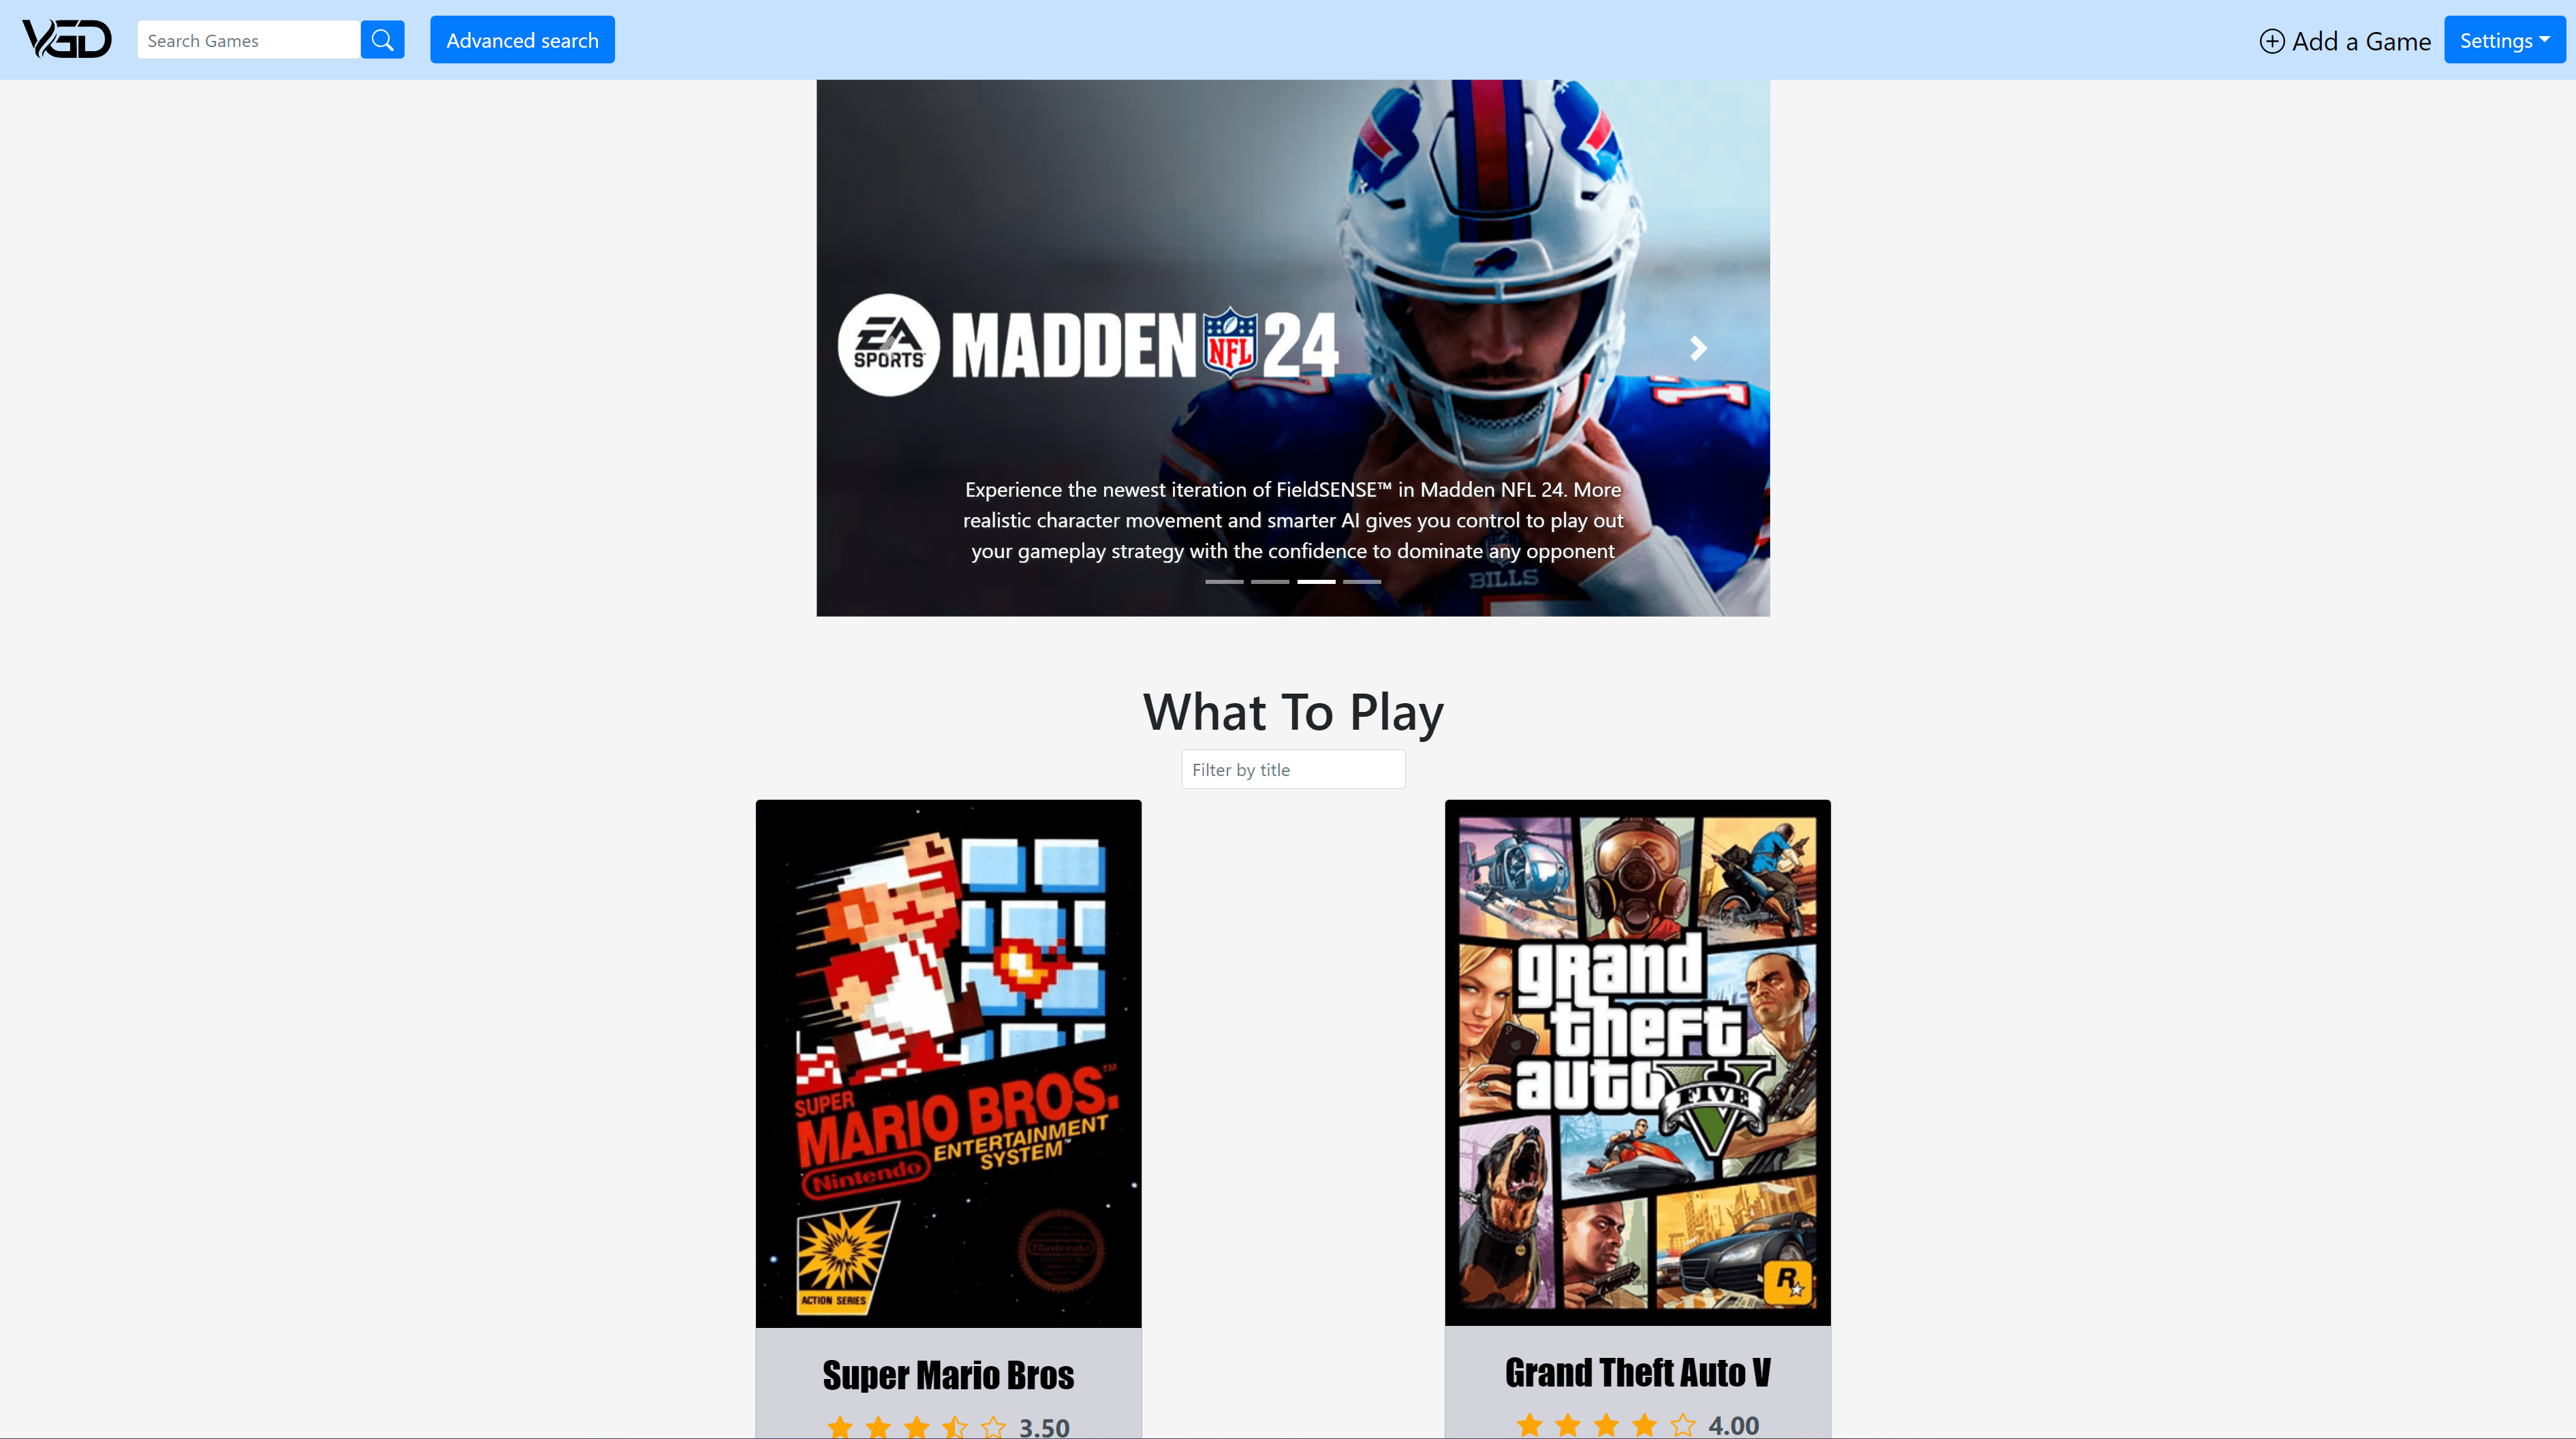 VGD
Search Games
Advanced search
Add a Game
Settings
EA
SPORTS
MADDEN NFL 24
Experience the newest iteration of FieldSENSE™ in Madden NFL 24. More
realistic character movement and smarter AI gives you control to play out
your gameplay strategy with the confidence to dominate any opponent
BILLS
What To Play
Filter by title
SUPER
MARIO BROS.™
ENTERTAINMENT
SYSTEM™
Nintendo
ACTION SERIES
Nintendo
grand
theft
auto
FIVE
V
R
Super Mario Bros
3.50
Grand Theft Auto V
4.00